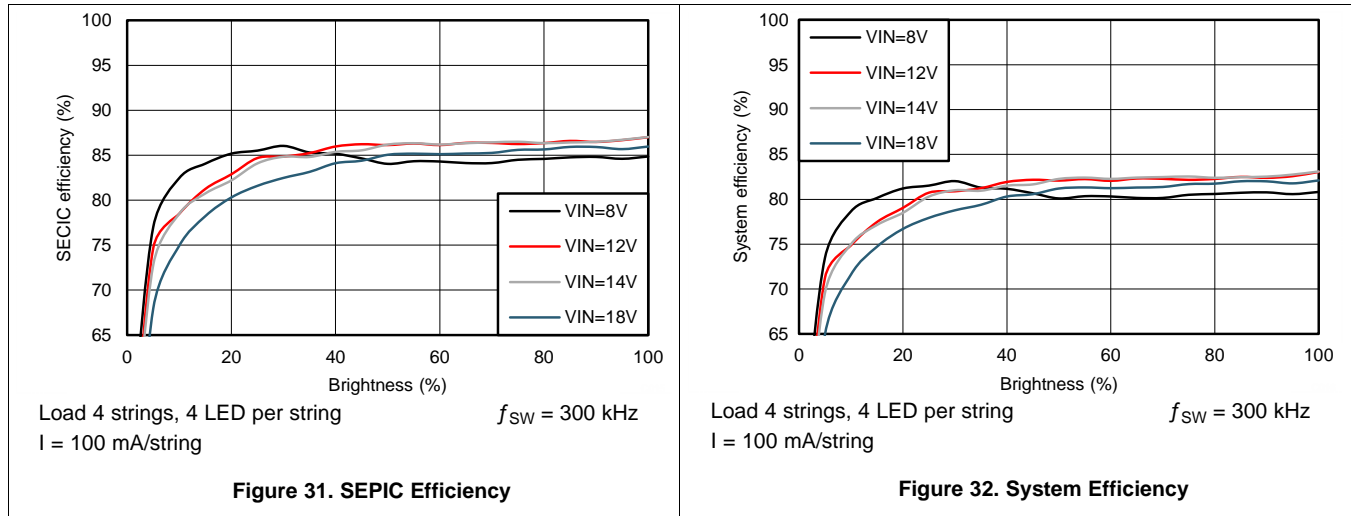 100
95
90
85
80
75
70
65
SECIC efficiency (%)
VIN=8V
VIN=12V
VIN=14V
VIN=18V
0 20 40 60 80 100
Brightness (%)
Load 4 strings, 4 LED per string ƒSW = 300 kHz
I = 100 mA/string
Figure 31. SEPIC Efficiency
100
95
90
85
80
75
70
65
System efficiency (%)
VIN=8V
VIN=12V
VIN=14V
VIN=18V
0 20 40 60 80 100
Brightness (%)
Load 4 strings, 4 LED per string ƒSW = 300 kHz
I = 100 mA/string
Figure 32. System Efficiency